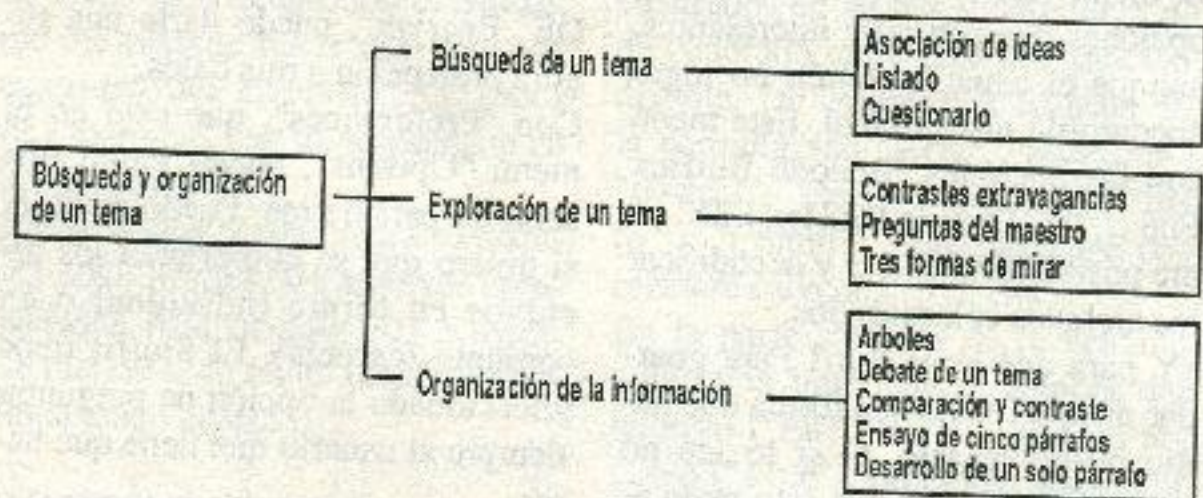 Búsqueda y organización
de un tema
Búsqueda de un tema
Asociación de ideas
Listado
Cuestionario
Exploración de un tema
Contrastes extravagancias
Preguntas del maestro
Tres formas de mirar
Organización de la información
Arboles
Debate de un tema
Comparación y contraste
Ensayo de cinco párrafos
Desarrollo de un solo párrafo